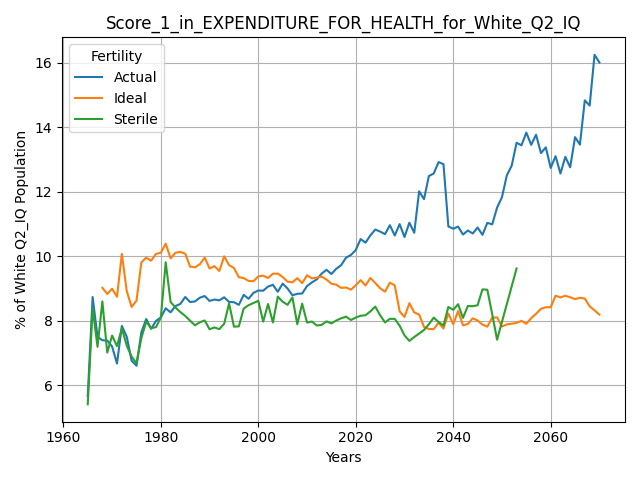 Score_1_in_EXPENDITURE_FOR_HEALTH_for_White_Q2_IQ
Fertility
Actual
Ideal
Sterile
% of White Q2_IQ Population
16
14
12
10
8
6
1960
1980
2000
2020
2040
2060
Years